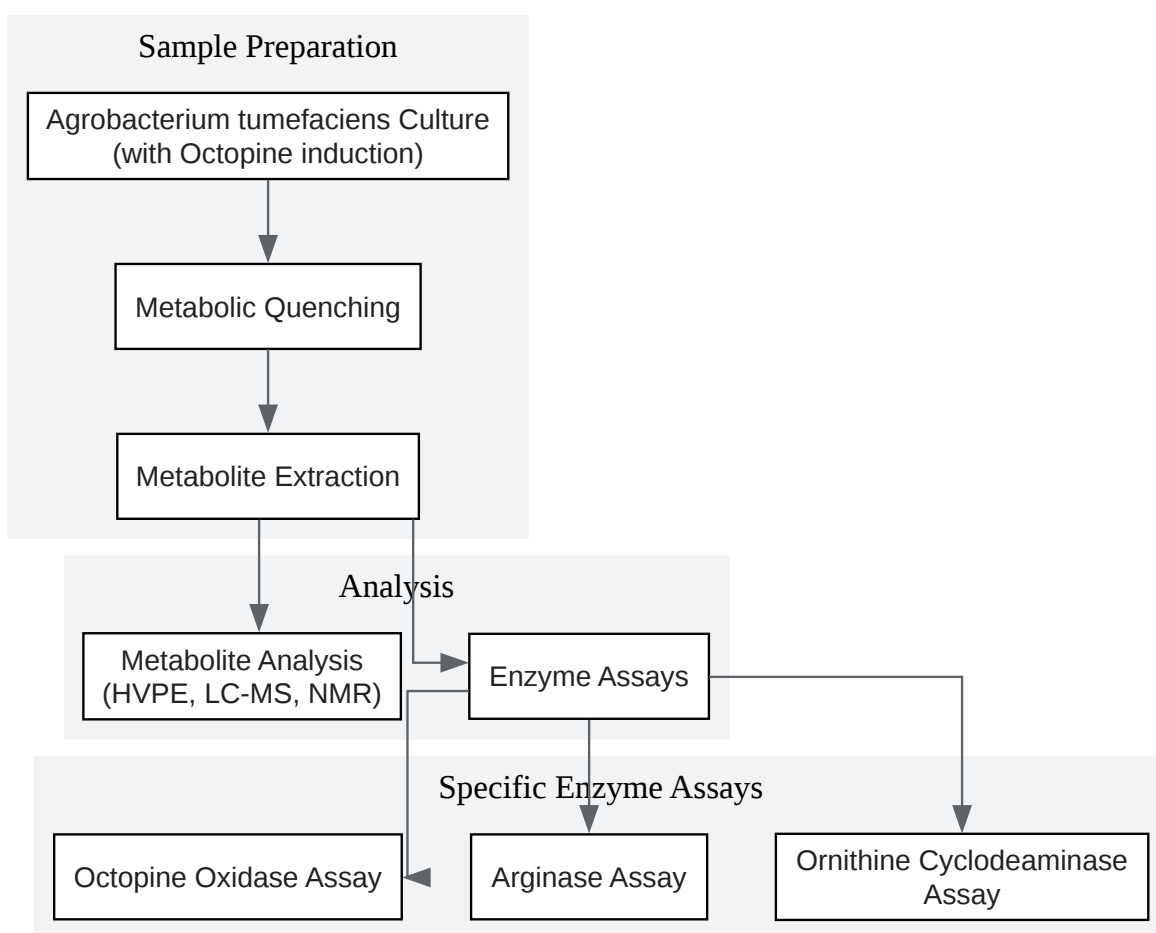 Sample Preparation
Agrobacterium tumefaciens Culture
(with Octopine induction)
Metabolic Quenching
Metabolite Extraction
Analysis
Metabolite Analysis
(HVPE, LC-MS, NMR)
Enzyme Assays
Specific Enzyme Assays
Octopine Oxidase Assay
Arginase Assay
Ornithine Cyclodeaminase
Assay